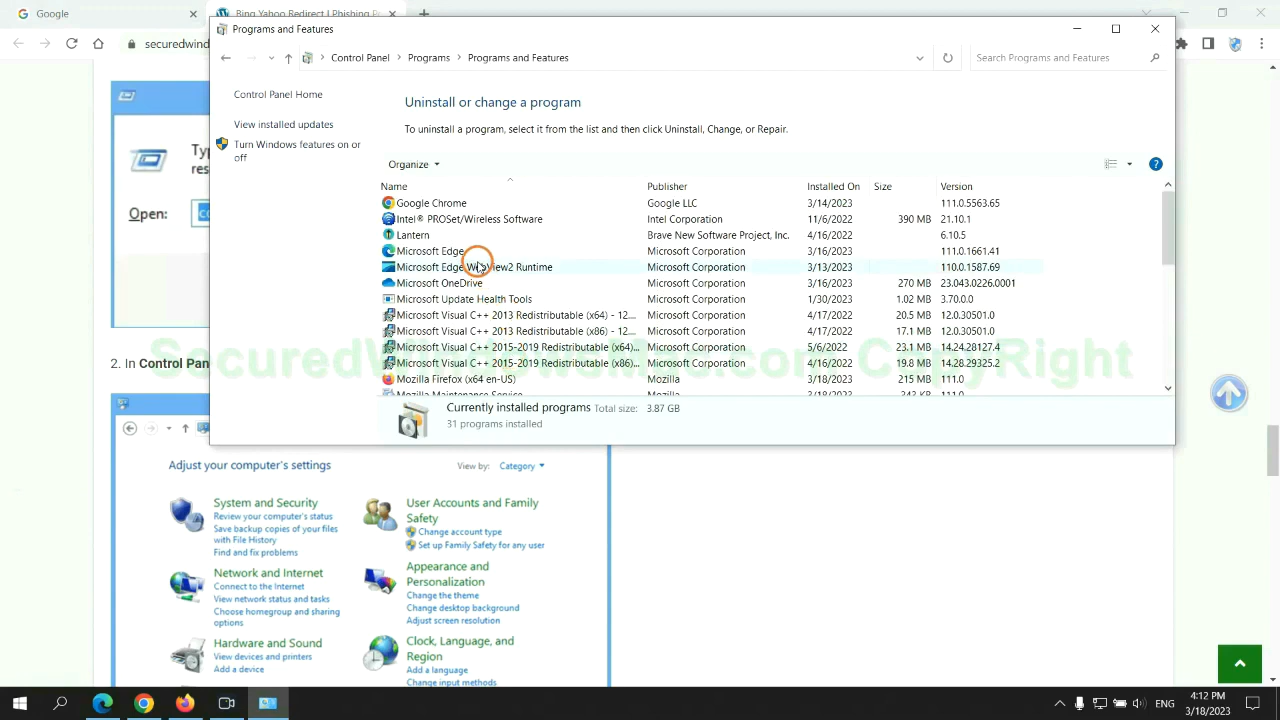 Google
Bing Yahoo Redirect | Phishing P
securedwind
Programs and Features
Control Panel > Programs > Programs and Features
Search Programs and Features
Control Panel Home
View installed updates
Turn Windows features on or
off
Uninstall or change a program
To uninstall a program, select it from the list and then click Uninstall, Change, or Repair.
Organize
Name Publisher Installed On Size Version
Google Chrome Google LLC 3/14/2023 111.0.5563.65
Intel® PROSet/Wireless Software Intel Corporation 11/6/2022 390 MB 21.10.1
Lantern Brave New Software Project, Inc. 4/16/2022 6.10.5
Microsoft Edge Microsoft Corporation 3/16/2023 111.0.1661.41
Microsoft Edge WebView2 Runtime Microsoft Corporation 3/13/2023 110.0.1587.69
Microsoft OneDrive Microsoft Corporation 3/16/2023 270 MB 23.043.0226.0001
Microsoft Update Health Tools Microsoft Corporation 1/30/2023 1.02 MB 3.70.0.0
Microsoft Visual C++ 2013 Redistributable (x64) - 12.... Microsoft Corporation 4/17/2022 20.5 MB 12.0.30501.0
Microsoft Visual C++ 2013 Redistributable (x86) - 12.... Microsoft Corporation 4/17/2022 17.1 MB 12.0.30501.0
Microsoft Visual C++ 2015-2019 Redistributable (x64)... Microsoft Corporation 5/6/2022 23.1 MB 14.24.28127.4
Microsoft Visual C++ 2015-2019 Redistributable (x86)... Microsoft Corporation 4/16/2022 19.8 MB 14.28.29325.2
Mozilla Firefox (x64 en-US) Mozilla 3/18/2023 215 MB 111.0
Mozilla Maintenance Service Mozilla 3/18/2023 343 KB 111.0
Currently installed programs Total size: 3.87 GB
31 programs installed
Ty
res
Open:
2. In Control Pan
Adjust your computer's settings
View by: Category
System and Security
Review your computer's status
Save backup copies of your files
with File History
Find and fix problems
Network and Internet
Connect to the Internet
View network status and tasks
Choose homegroup and sharing
options
Hardware and Sound
View devices and printers
Add a device
User Accounts and Family
Safety
Change account type
Set up Family Safety for any user
Appearance and
Personalization
Change the theme
Change desktop background
Adjust screen resolution
Clock, Language, and
Region
Add a language
Change input methods
ENG
4:12 PM
3/18/2023